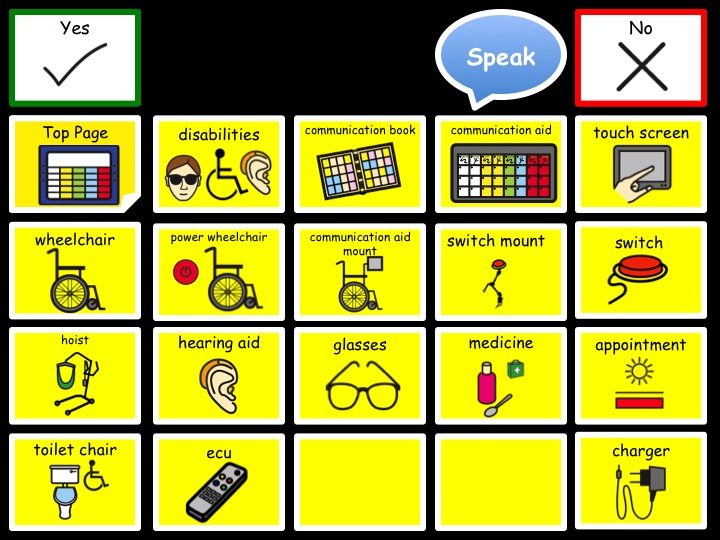 Yes
Speak
No
Top Page
disabilities
communication book
communication aid
touch screen
wheelchair
power wheelchair
communication aid
mount
switch mount
switch
hoist
hearing aid
glasses
medicine
appointment
toilet chair
ecu
charger